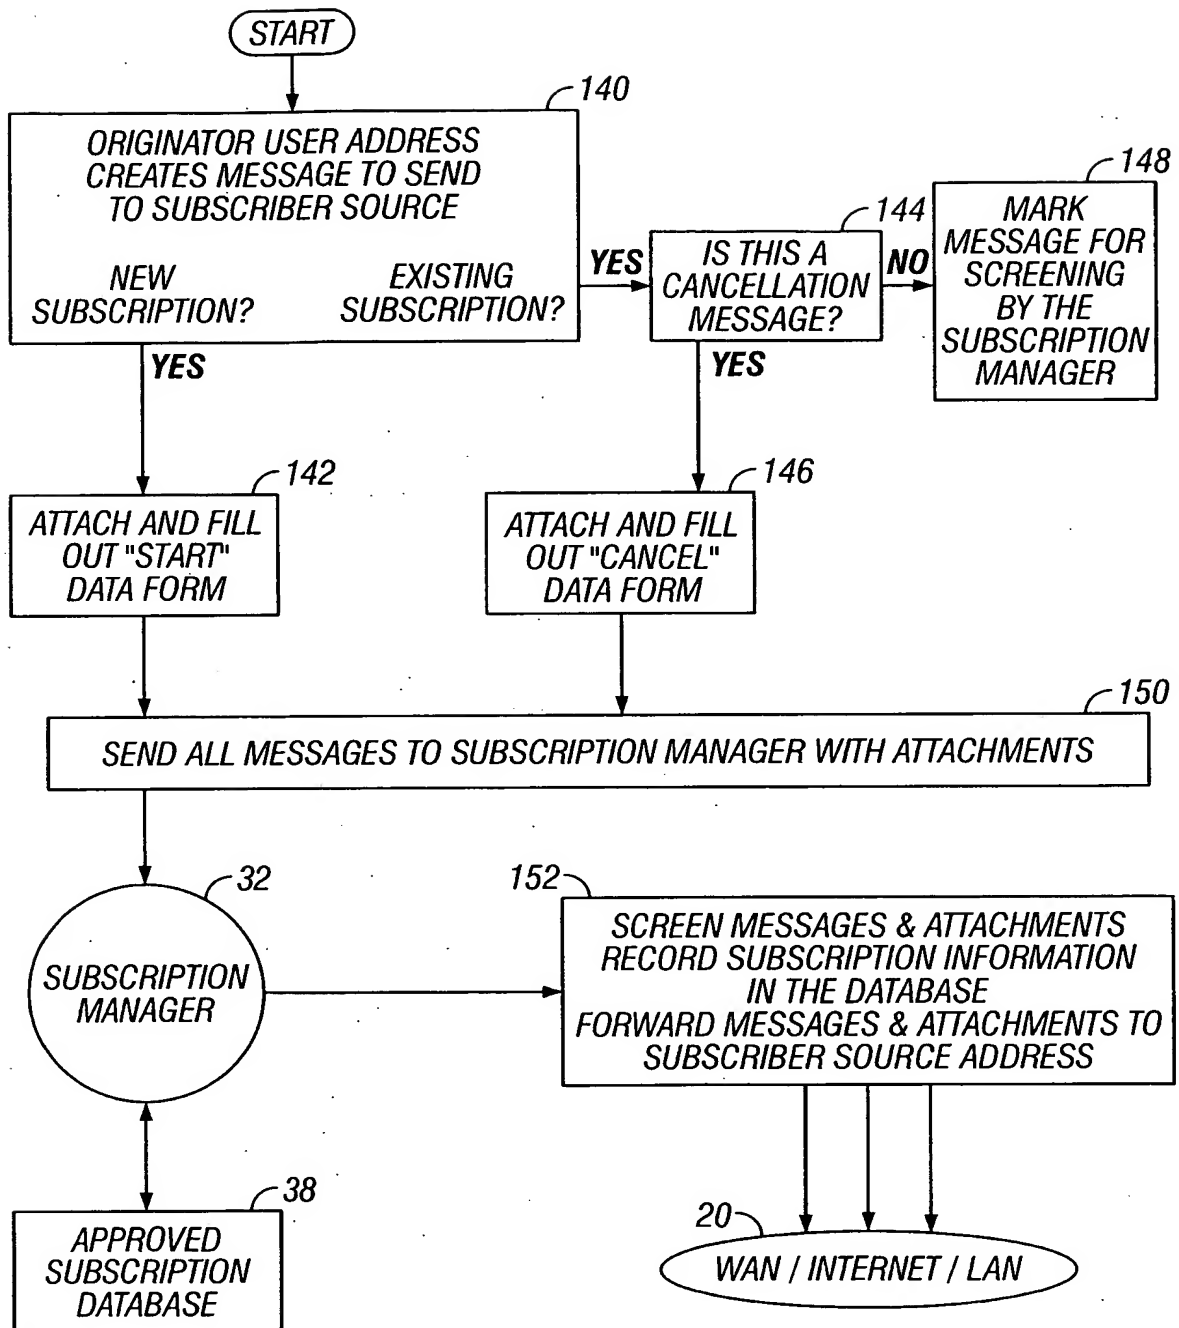 START
140
ORIGINATOR USER ADDRESS
CREATES MESSAGE TO SEND
TO SUBSCRIBER SOURCE
NEW
SUBSCRIPTION?
EXISTING
SUBSCRIPTION?
YES
144
IS THIS A
CANCELLATION
MESSAGE?
NO
148
MARK
MESSAGE FOR
SCREENING
BY THE
SUBSCRIPTION
MANAGER
YES
YES
142
ATTACH AND FILL
OUT "START"
DATA FORM
146
ATTACH AND FILL
OUT "CANCEL"
DATA FORM
150
SEND ALL MESSAGES TO SUBSCRIPTION MANAGER WITH ATTACHMENTS
32
SUBSCRIPTION
MANAGER
152
SCREEN MESSAGES & ATTACHMENTS
RECORD SUBSCRIPTION INFORMATION
IN THE DATABASE
FORWARD MESSAGES & ATTACHMENTS TO
SUBSCRIBER SOURCE ADDRESS
38
APPROVED
SUBSCRIPTION
DATABASE
20
WAN / INTERNET / LAN